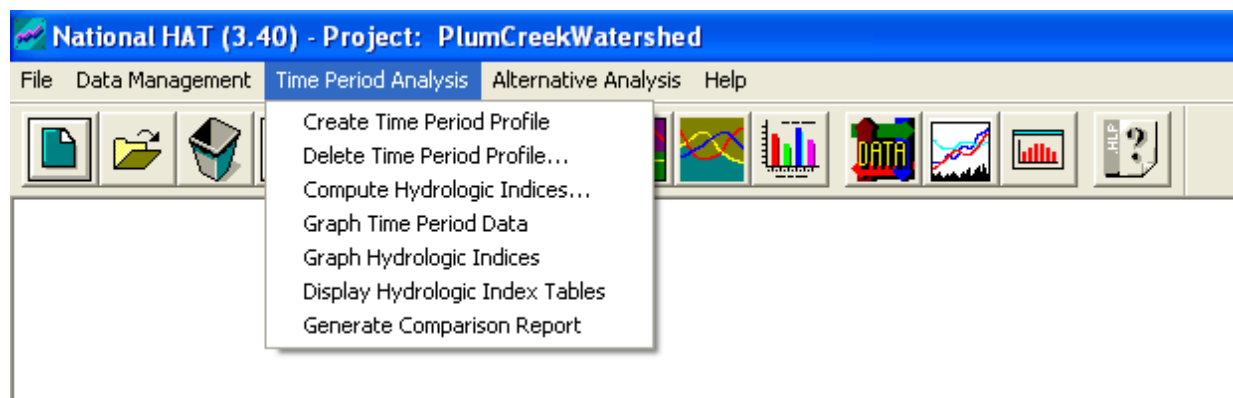 National HAT (3.40) - Project: PlumCreekWatershed
File Data Management Time Period Analysis Alternative Analysis Help
Create Time Period Profile
Delete Time Period Profile...
Compute Hydrologic Indices...
Graph Time Period Data
Graph Hydrologic Indices
Display Hydrologic Index Tables
Generate Comparison Report
DATA
.HLP ?